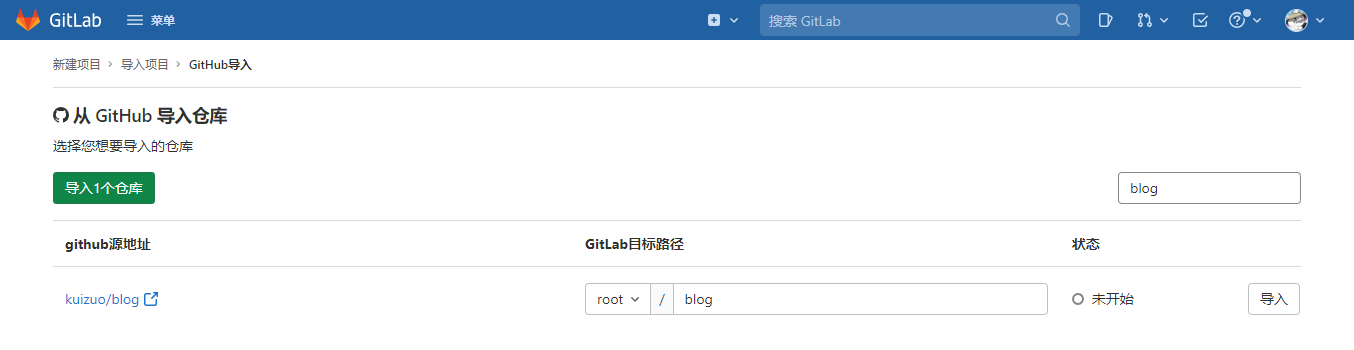 GitLab 菜单 搜索 GitLab
新建项目 › 导入项目 › GitHub导入
从 GitHub 导入仓库
选择您想要导入的仓库
导入1个仓库 blog
github源地址 GitLab目标路径 状态
kuizuo/blog root / blog 未开始 导入